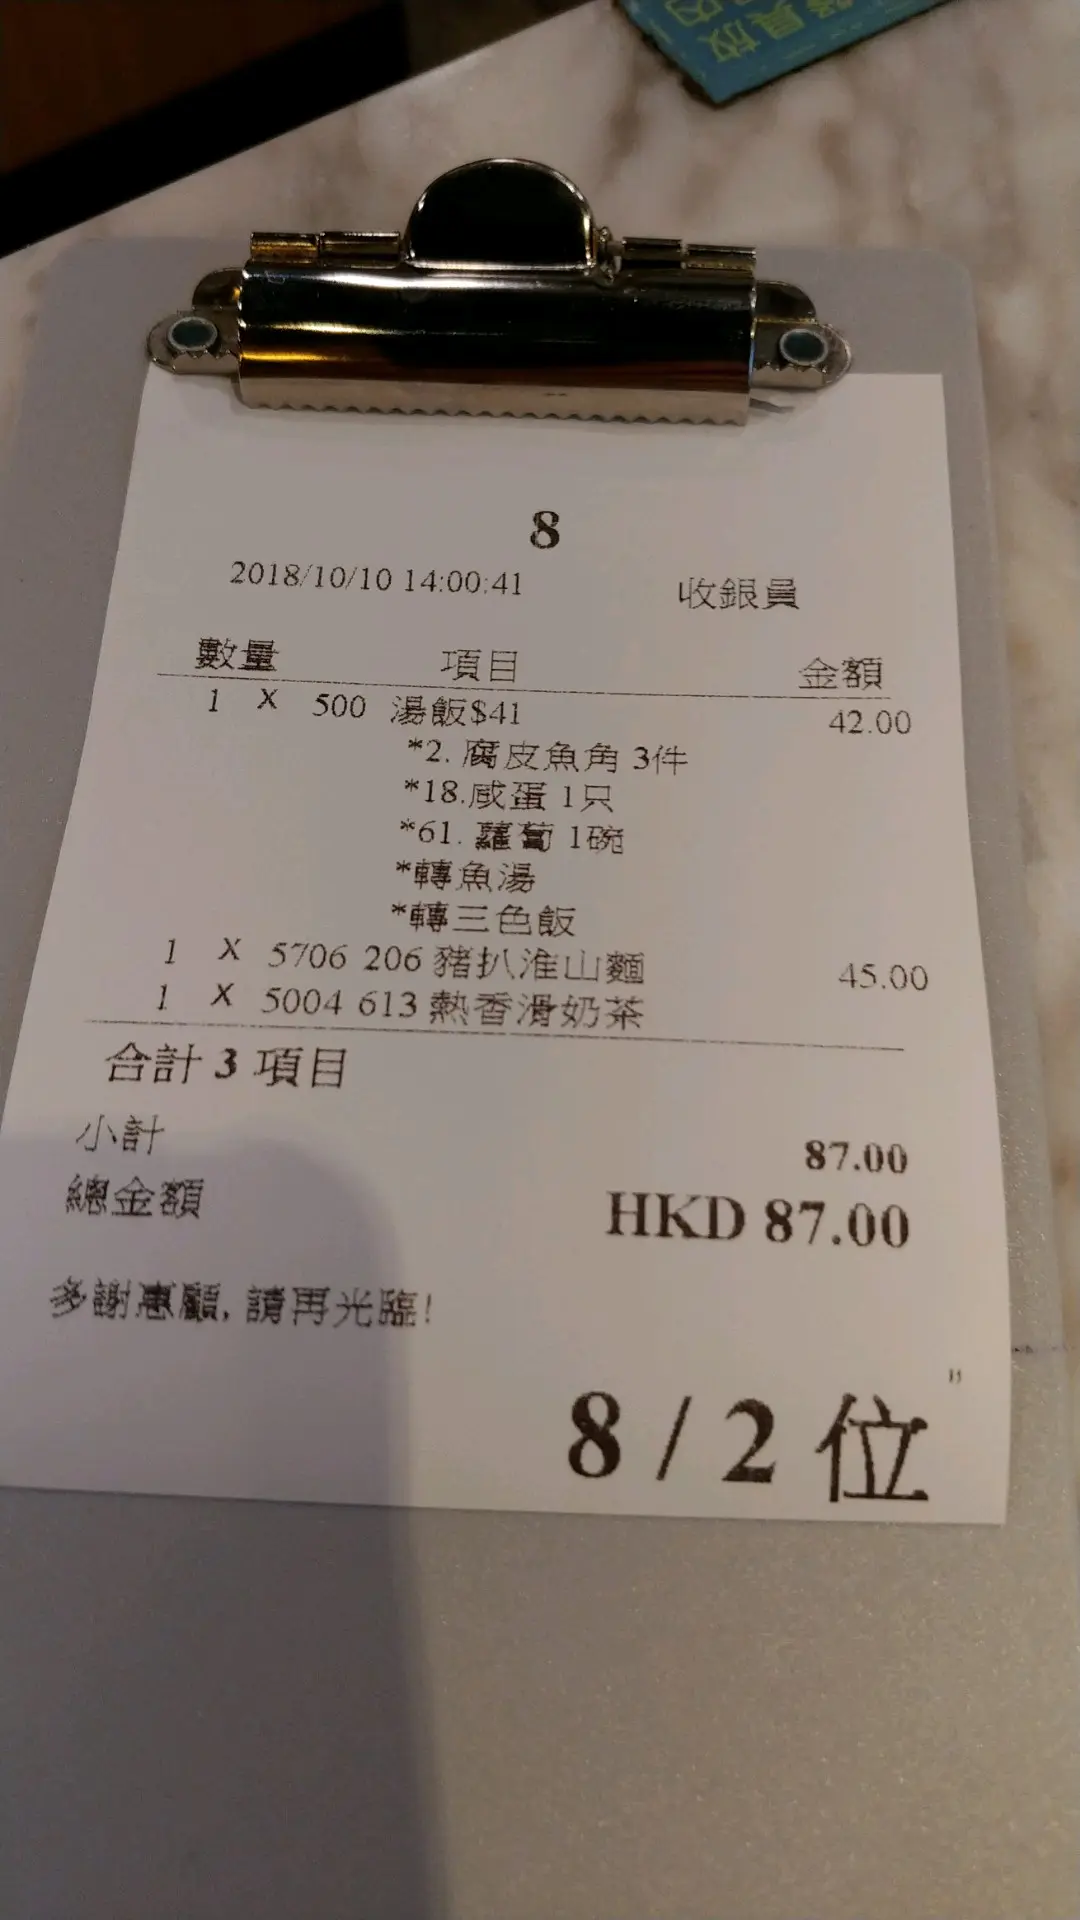 8
2018/10/10 14:00:41 收銀員
數量 項目 金額
1 X 500 湯飯$41 42.00
*2. 腐皮魚角 3件
*18.咸蛋 1只
*61. 蘿蔔 1碗
*轉魚湯
*轉三色飯
1 X 5706 206 豬扒淮山麵 45.00
1 X 5004 613 熱香滑奶茶
合計 3 項目
小計 87.00
總金額 HKD 87.00
多謝惠顧, 請再光臨!
8 / 2 位